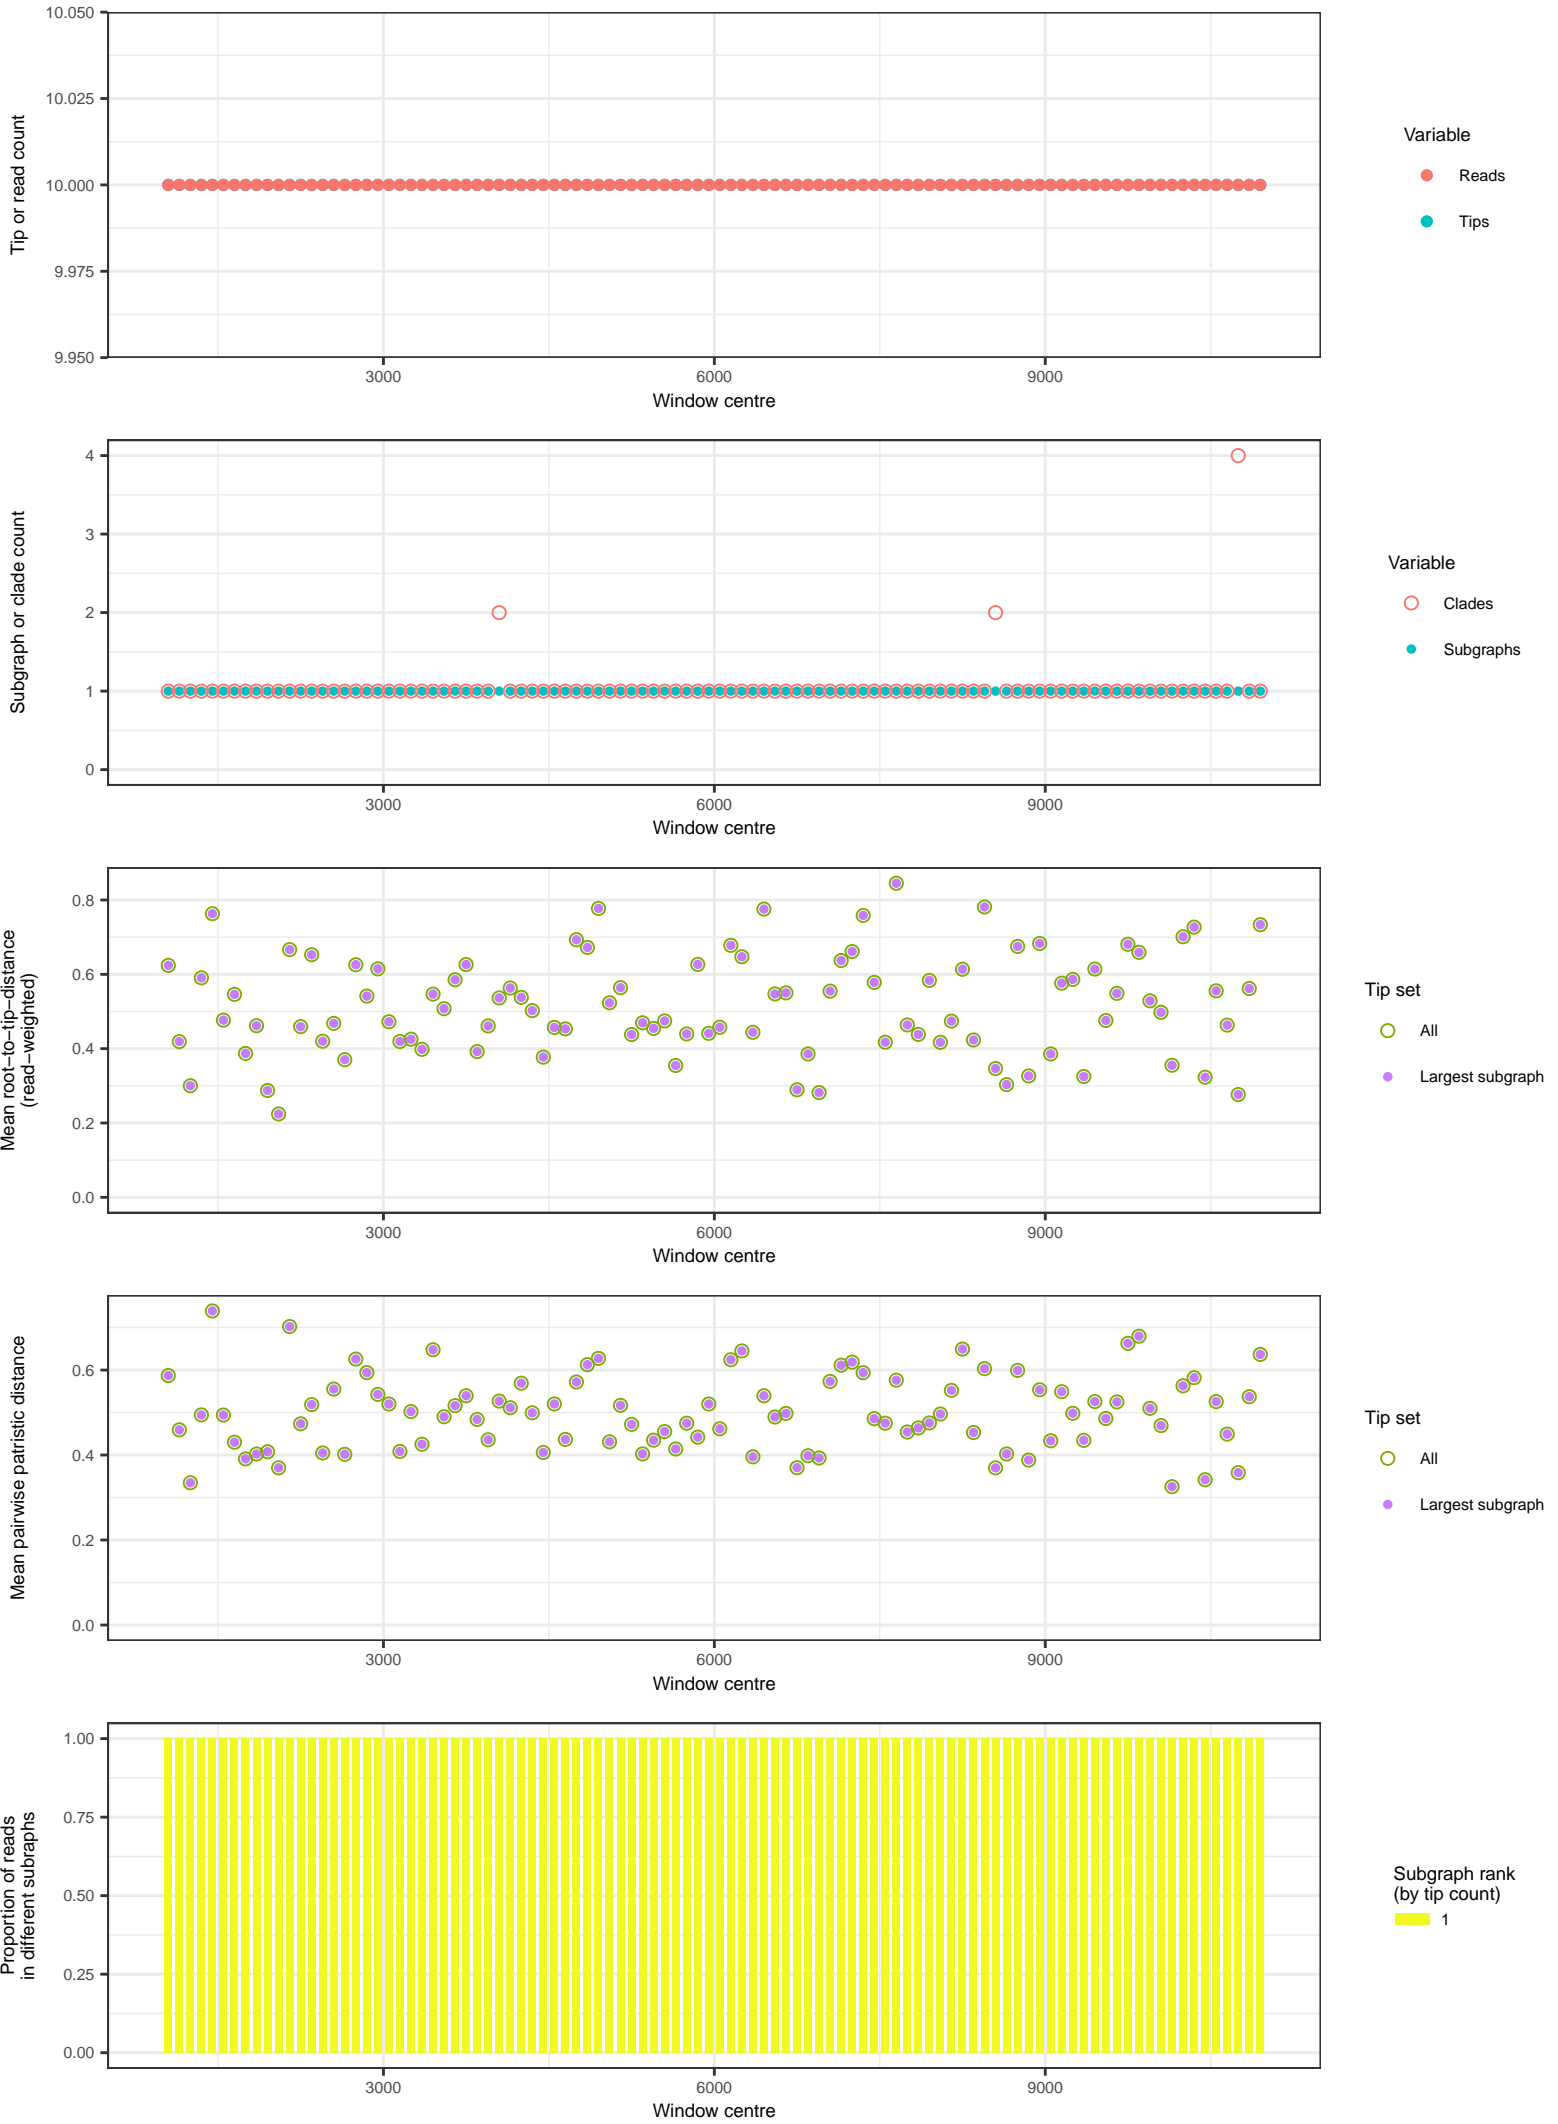 10.050
10.025
10.000
9.975
9.950
Tip or read count
3000
6000
9000
Window centre
Variable
Reads
Tips
4
3
2
1
0
Subgraph or clade count
3000
6000
9000
Window centre
Variable
Clades
Subgraphs
0.8
0.6
0.4
0.2
0.0
Mean root−to−tip−distance
(read−weighted)
3000
6000
9000
Window centre
Tip set
All
Largest subgraph
0.6
0.4
0.2
0.0
Mean pairwise patristic distance
3000
6000
9000
Window centre
Tip set
All
Largest subgraph
1.00
0.75
0.50
0.25
0.00
Proportion of reads
in different subraphs
3000
6000
9000
Window centre
Subgraph rank
(by tip count)
1